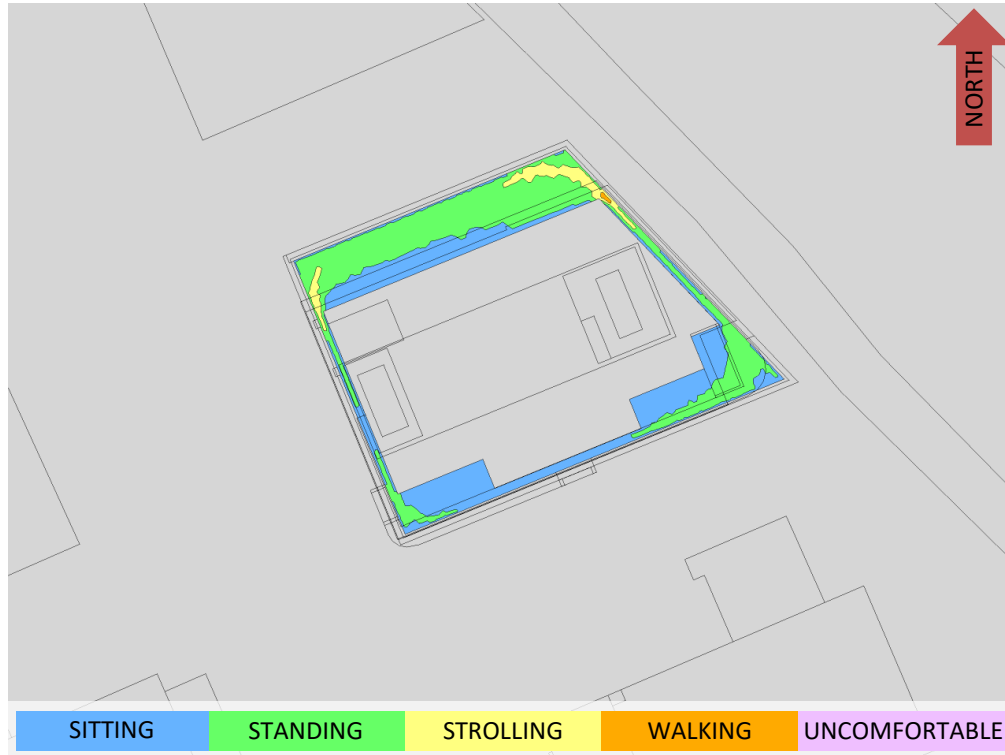 NORTH
SITTING
STANDING
STROLLING
WALKING
UNCOMFORTABLE